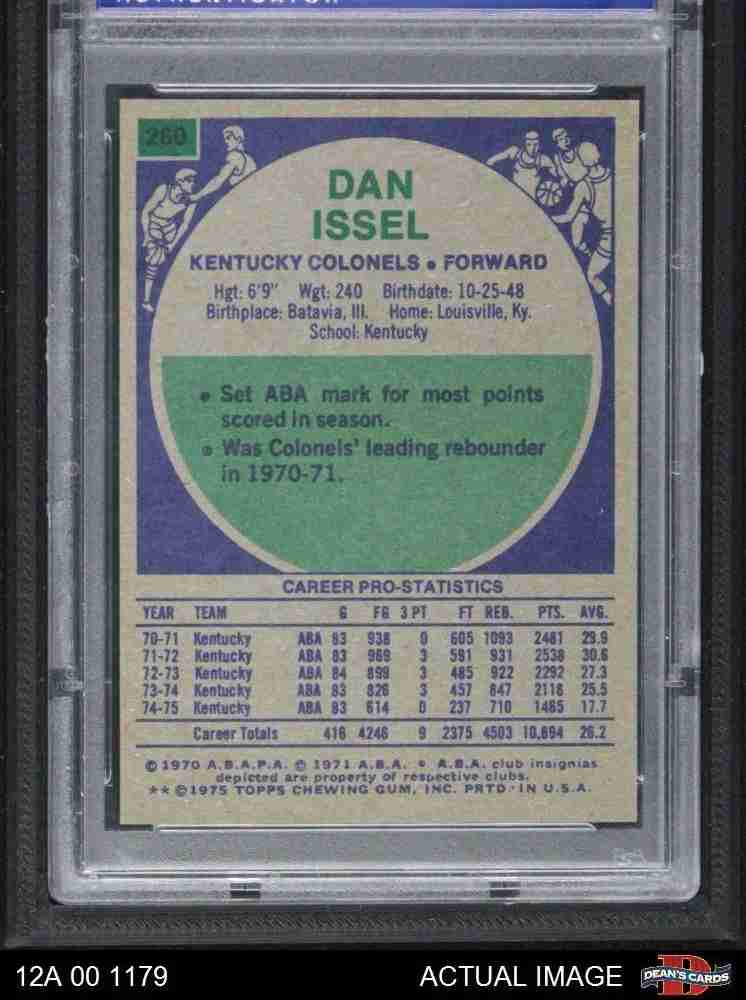 260
DAN
ISSEL
KENTUCKY COLONELS • FORWARD
Hgt: 6'9" Wgt: 240 Birthdate: 10-25-48
Birthplace: Batavia, Ill. Home: Louisville, Ky.
School: Kentucky
• Set ABA mark for most points
scored in season.
• Was Colonels' leading rebounder
in 1970-71.
CAREER PRO-STATISTICS
YEAR TEAM G FG 3 PT FT REB. PTS. AVG.
70-71 Kentucky ABA 83 938 0 605 1093 2481 29.9
71-72 Kentucky ABA 83 969 3 591 931 2538 30.6
72-73 Kentucky ABA 84 899 3 485 922 2292 27.3
73-74 Kentucky ABA 83 826 3 457 847 2118 25.5
74-75 Kentucky ABA 83 614 0 237 710 1465 17.7
Career Totals 416 4246 9 2375 4503 10,894 26.2
© 1970 A.B.A.P.A. © 1971 A.B.A. • A.B.A. club insignias
depicted are property of respective clubs.
** © 1975 TOPPS CHEWING GUM, INC. PRTD. IN U.S.A.
12A 00 1179 ACTUAL IMAGE
DEAN'S CARDS